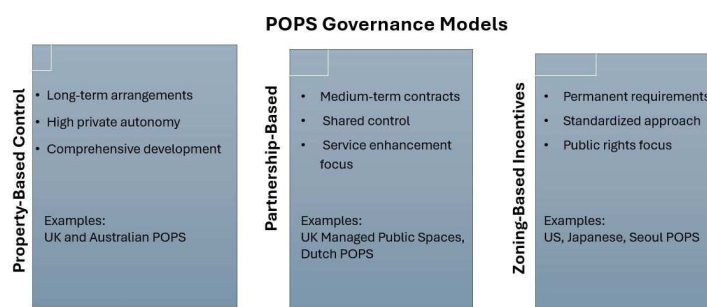 POPS Governance Models
Property-Based Control
• Long-term arrangements
• High private autonomy
• Comprehensive development
Examples:
UK and Australian POPS
Partnership-Based
• Medium-term contracts
• Shared control
• Service enhancement
focus
Examples:
UK Managed Public Spaces,
Dutch POPS
Zoning-Based Incentives
• Permanent requirements
• Standardized approach
• Public rights focus
Examples:
US, Japanese, Seoul POPS